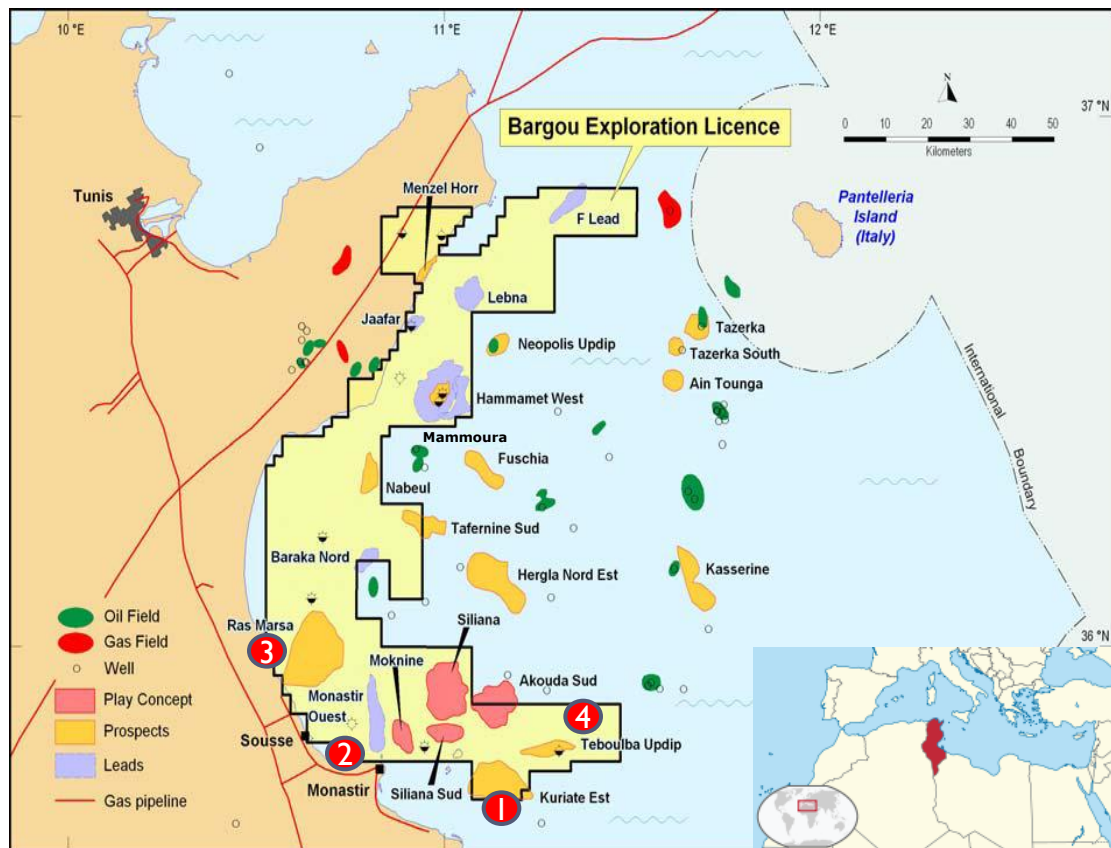 10 °E
11 °E
12 °E
37 °N
36 °N
Bargou Exploration Licence
N
0 10 20 30 40 50
Kilometers
Tunis
Menzel Horr
F Lead
Pantelleria
Island
(Italy)
Lebna
Jaafar
Neopolis Updip
Tazerka
Tazerka South
Ain Tounga
Hammamet West
International
Boundary
Mammoura
Fuschia
Nabeul
Tafernine Sud
Baraka Nord
Hergla Nord Est
Kasserine
Oil Field
Gas Field
Well
Play Concept
Prospects
Leads
Gas pipeline
Ras Marsa
3
Siliana
Moknine
Akouda Sud
Monastir
Ouest
4
Sousse
2
Teboulba Updip
Monastir
Siliana Sud
Kuriate Est
1